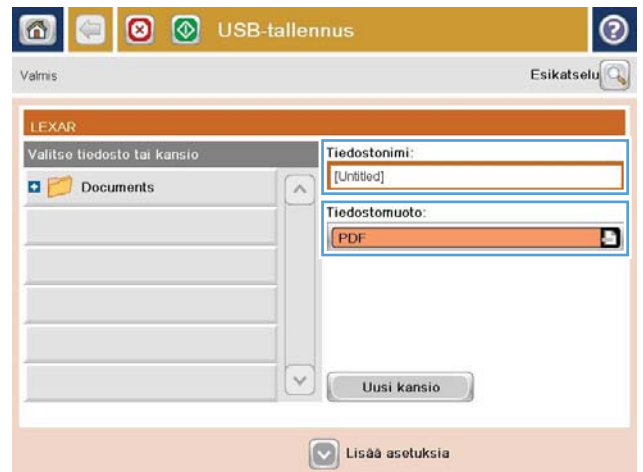 USB-tallennus
Valmis
Esikatselu
LEXAR
Valitse tiedosto tai kansio
Documents
Tiedostonimi:
[Untitled]
Tiedostomuoto:
PDF
Uusi kansio
Lisää asetuksia